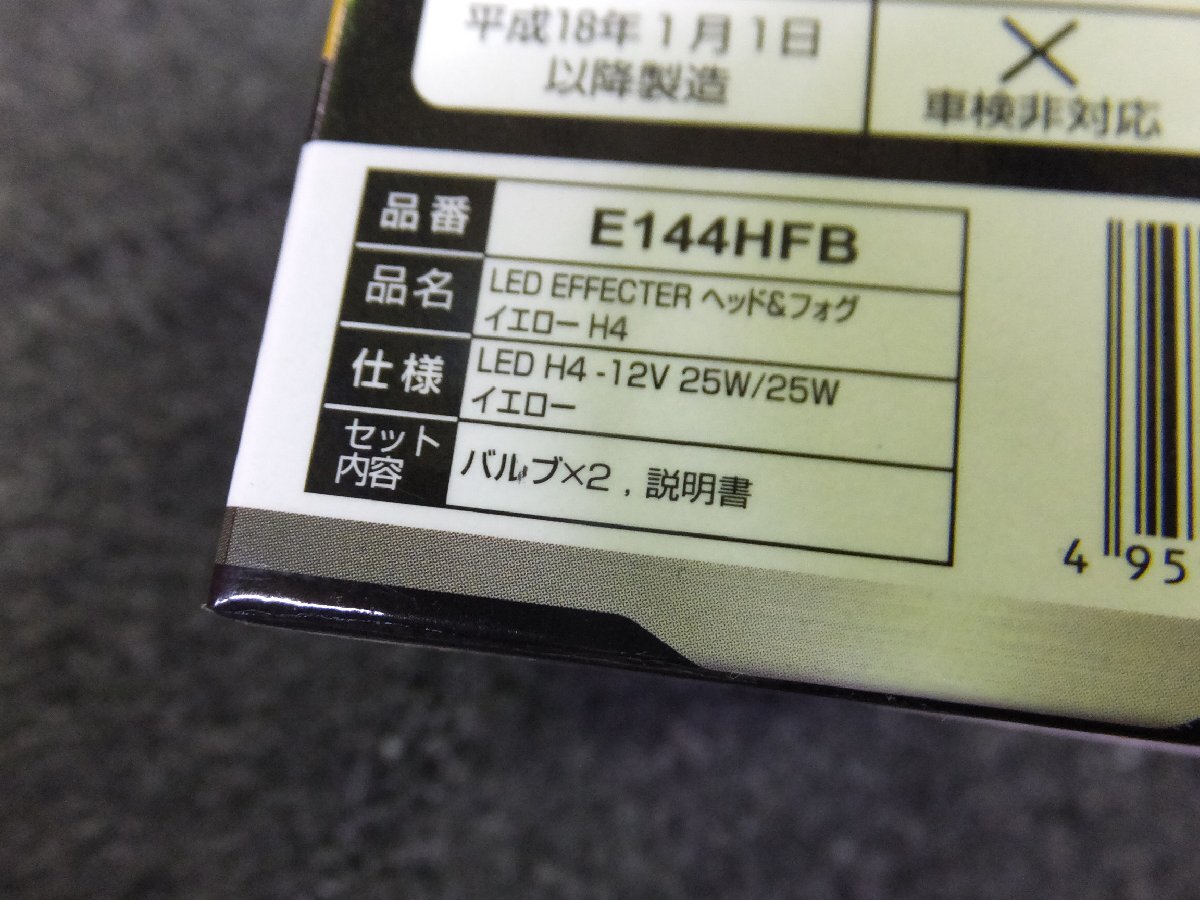 平成18年1月1日
以降製造
×
車検非対応
品番 E144HFB
品名 LED EFFECTER ヘッド&フォグ
イエロー H4
仕様 LED H4 -12V 25W/25W
イエロー
セット
内容
バルブ×2 , 説明書
4 95